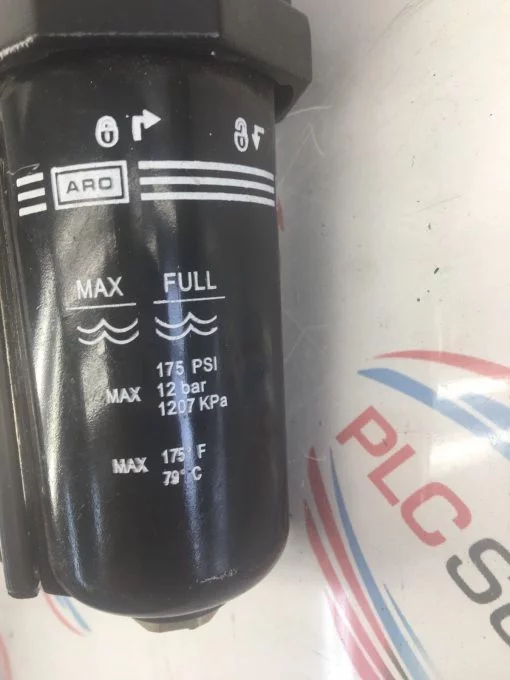 ARO
MAX FULL
MAX 175 PSI
12 bar
1207 KPa
MAX 175° F
79° C
PLC